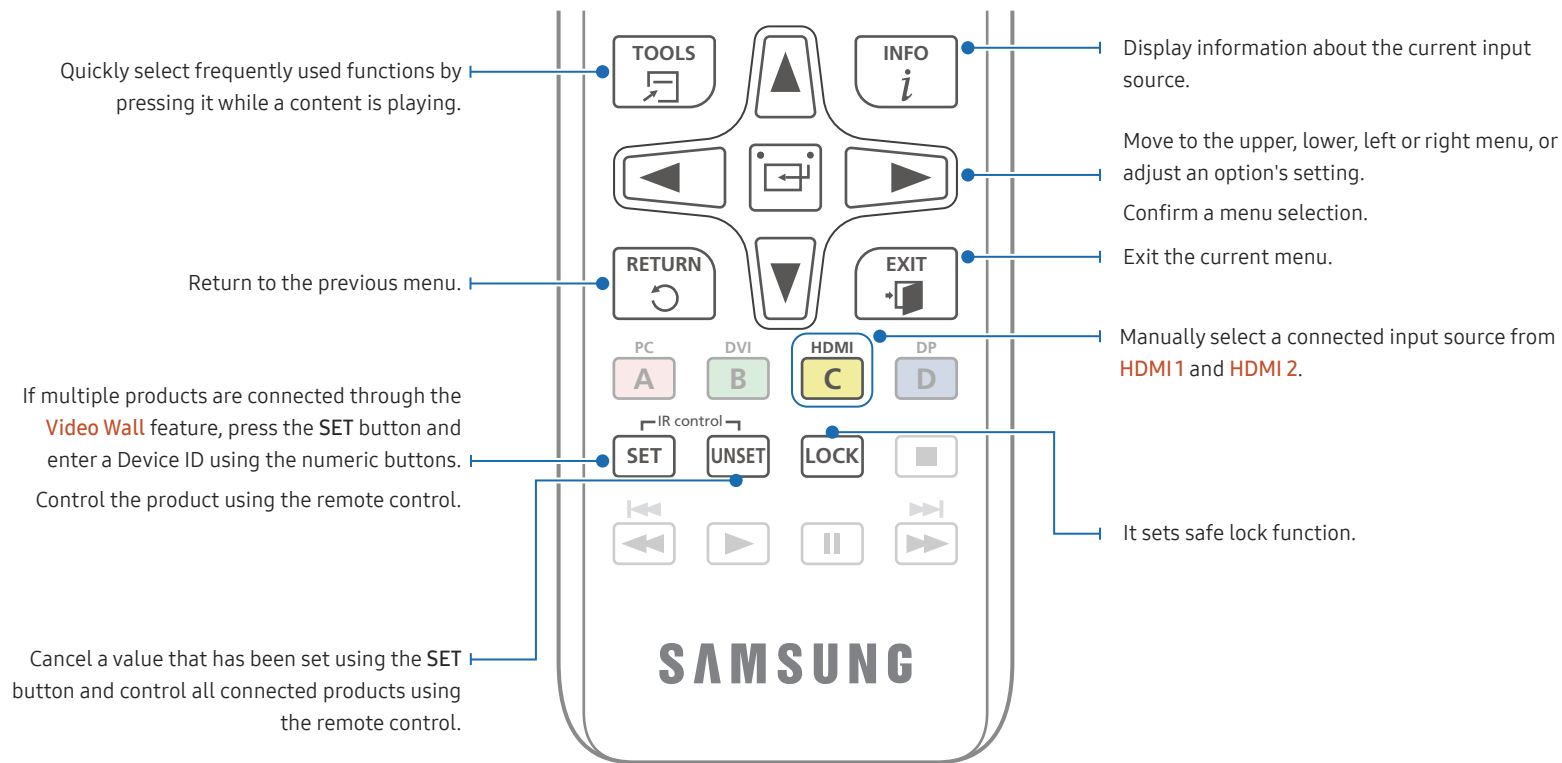 Quickly select frequently used functions by
pressing it while a content is playing.
Return to the previous menu.
If multiple products are connected through the
Video Wall feature, press the SET button and
enter a Device ID using the numeric buttons.
Control the product using the remote control.
Cancel a value that has been set using the SET
button and control all connected products using
the remote control.
TOOLS
INFO
i
RETURN
EXIT
PC
DVI
HDMI
DP
A
B
C
D
IR control
SET
UNSET
LOCK
SAMSUNG
Display information about the current input
source.
Move to the upper, lower, left or right menu, or
adjust an option's setting.
Confirm a menu selection.
Exit the current menu.
Manually select a connected input source from
HDMI 1 and HDMI 2.
It sets safe lock function.